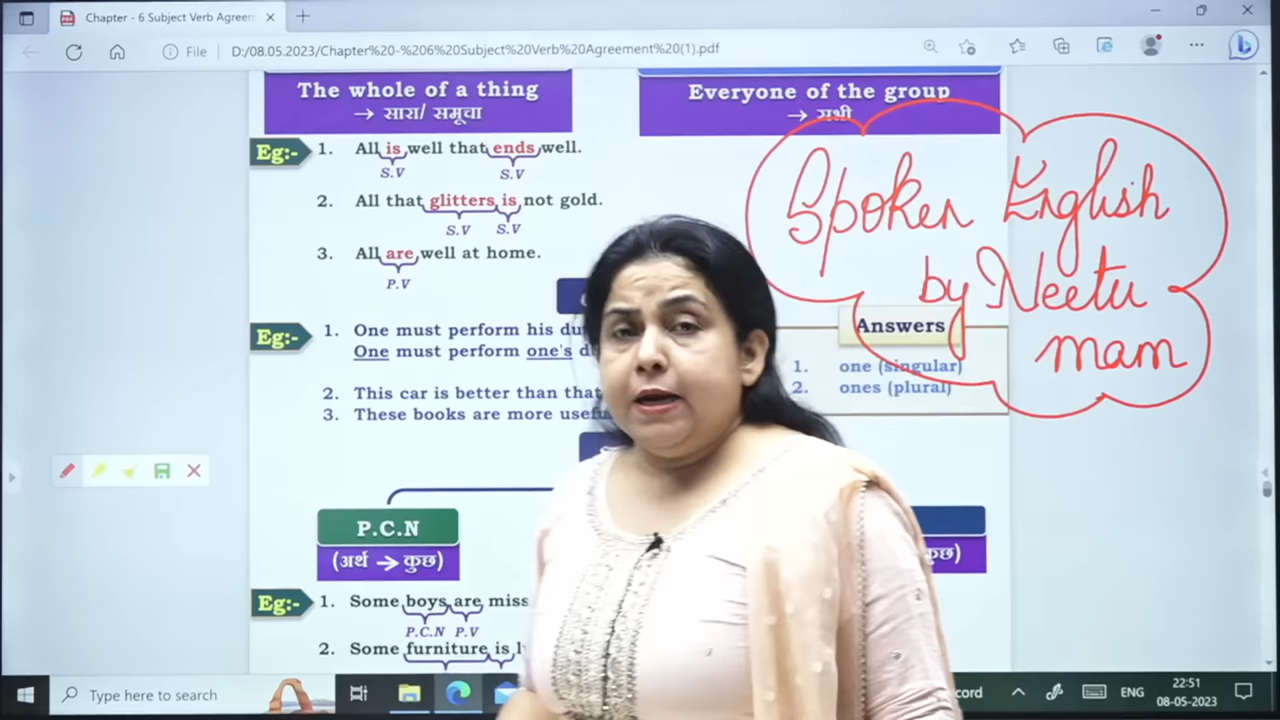 Chapter - 6 Subject Verb Agreem
File
D:/08.05.2023/Chapter%20-%206%20Subject%20Verb%20Agreement%20(1).pdf
The whole of a thing
→ सारा/ समूचा
Everyone of the group
→ सभी
Eg:- 1. All is well that ends well.
S.V S.V
2. All that glitters is not gold.
S.V S.V
3. All are well at home.
P.V
Spoken English
by Neetu
mam
Eg:- 1. One must perform his du
One must perform one's d
2. This car is better than that
3. These books are more usefu
Answers
1. one (singular)
2. ones (plural)
P.C.N
(अर्थ → कुछ)
कुछ)
Eg:- 1. Some boys are miss
P.C.N P.V
2. Some furniture is l
Type here to search
cord
ENG
22:51
08-05-2023